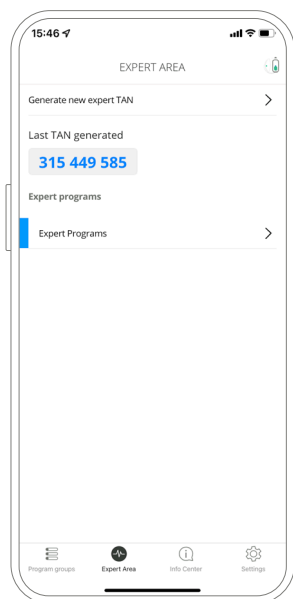 15:46
EXPERT AREA
Generate new expert TAN
Last TAN generated
315 449 585
Expert programs
Expert Programs
Program groups Expert Area Info Center Settings